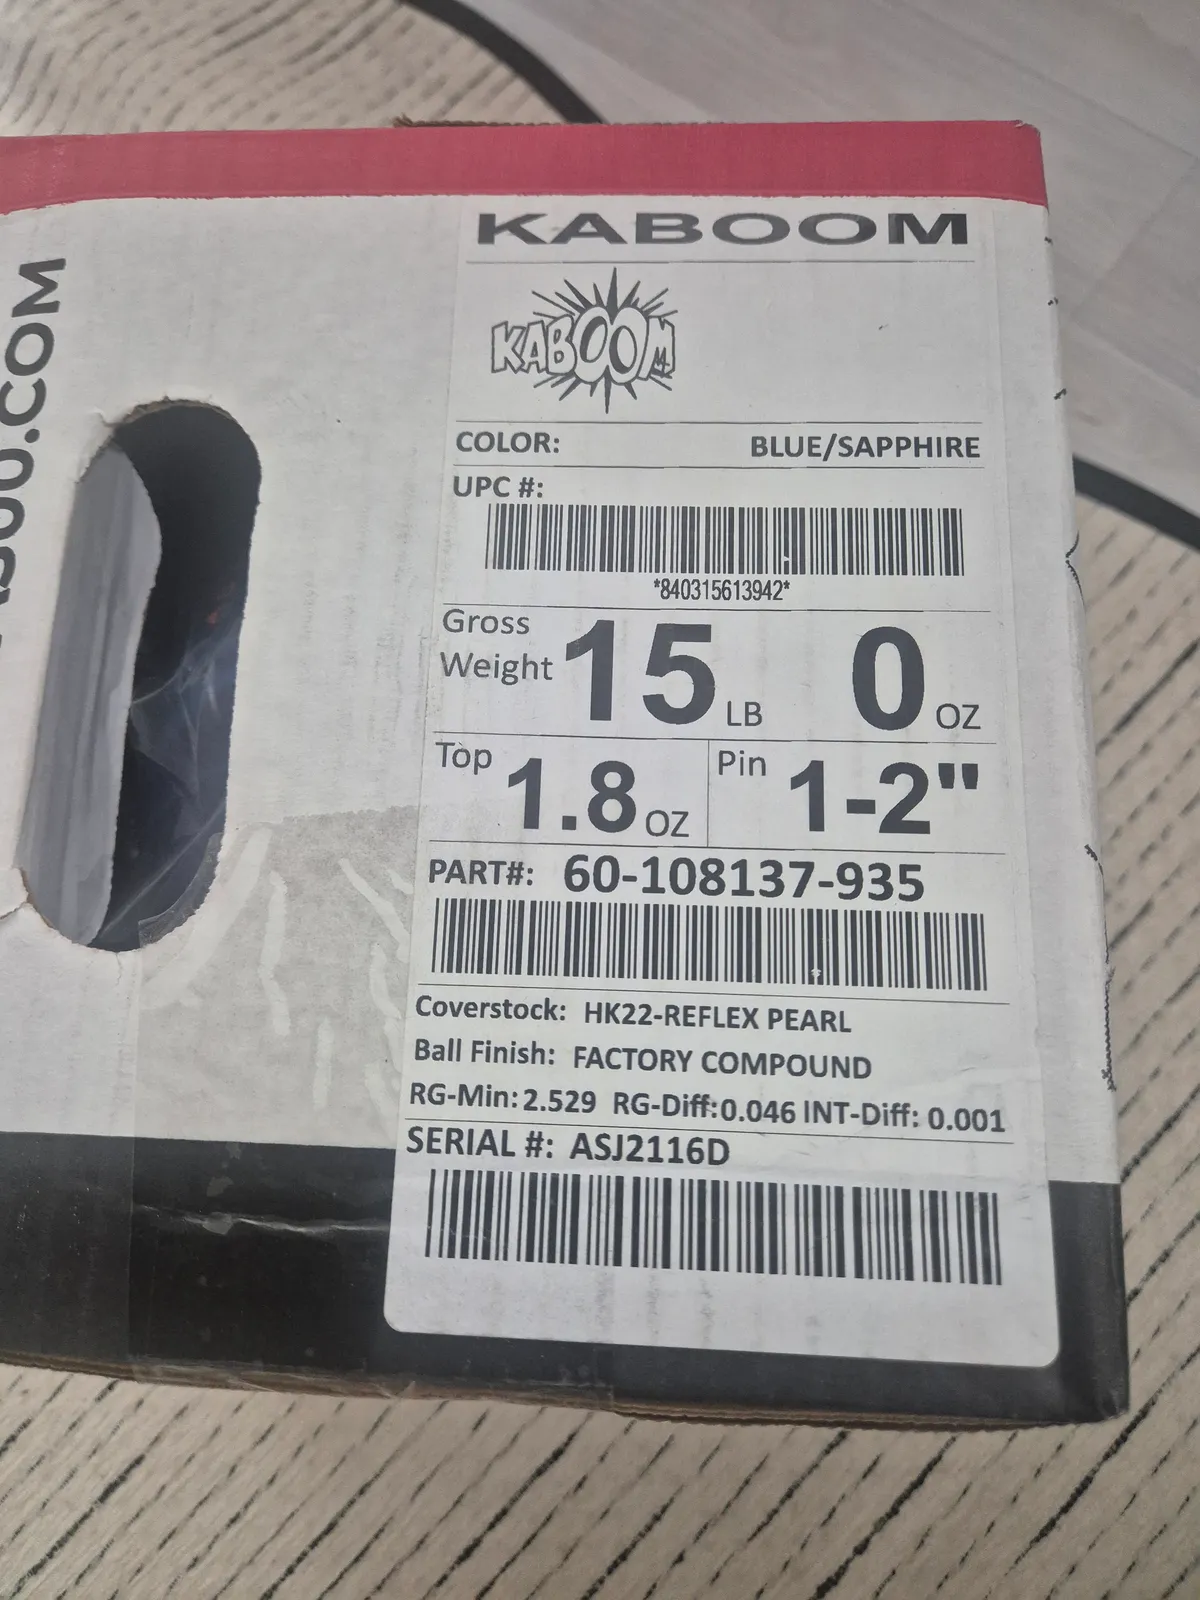 KABOOM
KABOOM
COLOR: BLUE/SAPPHIRE
UPC #:
*840315613942*
Gross Weight 15 LB 0 OZ
Top 1.8 OZ Pin 1-2"
PART#: 60-108137-935
Coverstock: HK22-REFLEX PEARL
Ball Finish: FACTORY COMPOUND
RG-Min: 2.529 RG-Diff: 0.046 INT-Diff: 0.001
SERIAL #: ASJ2116D